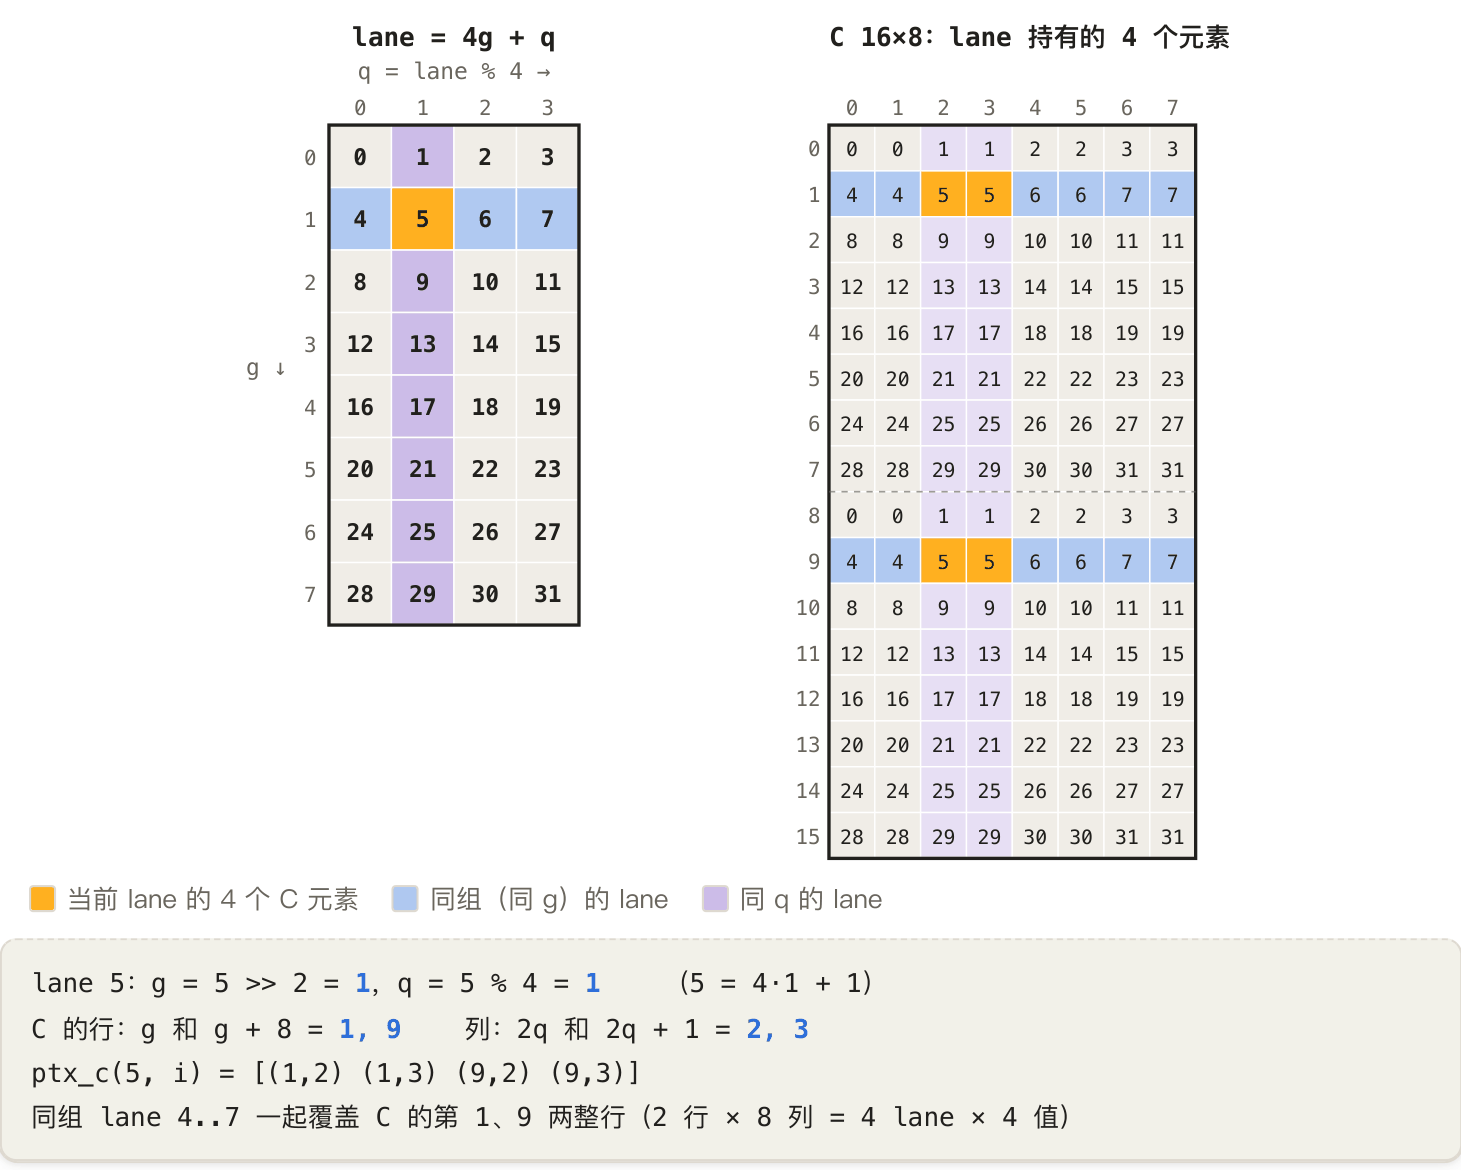 lane = 4g + q
q = lane % 4 →
0 1 2 3
0 0 1 2 3
1 4 5 6 7
2 8 9 10 11
3 12 13 14 15
g ↓
4 16 17 18 19
5 20 21 22 23
6 24 25 26 27
7 28 29 30 31
C 16×8: lane 持有的 4 个元素
0 1 2 3 4 5 6 7
0 0 0 1 1 2 2 3 3
1 4 4 5 5 6 6 7 7
2 8 8 9 9 10 10 11 11
3 12 12 13 13 14 14 15 15
4 16 16 17 17 18 18 19 19
5 20 20 21 21 22 22 23 23
6 24 24 25 25 26 26 27 27
7 28 28 29 29 30 30 31 31
8 0 0 1 1 2 2 3 3
9 4 4 5 5 6 6 7 7
10 8 8 9 9 10 10 11 11
11 12 12 13 13 14 14 15 15
12 16 16 17 17 18 18 19 19
13 20 20 21 21 22 22 23 23
14 24 24 25 25 26 26 27 27
15 28 28 29 29 30 30 31 31
当前 lane 的 4 个 C 元素 同组（同 g）的 lane 同 q 的 lane
lane 5: g = 5 >> 2 = 1, q = 5 % 4 = 1 (5 = 4·1 + 1)
C 的行: g 和 g + 8 = 1, 9 列: 2q 和 2q + 1 = 2, 3
ptx_c(5, i) = [(1,2) (1,3) (9,2) (9,3)]
同组 lane 4..7 一起覆盖 C 的第 1、9 两整行 (2 行 × 8 列 = 4 lane × 4 值)